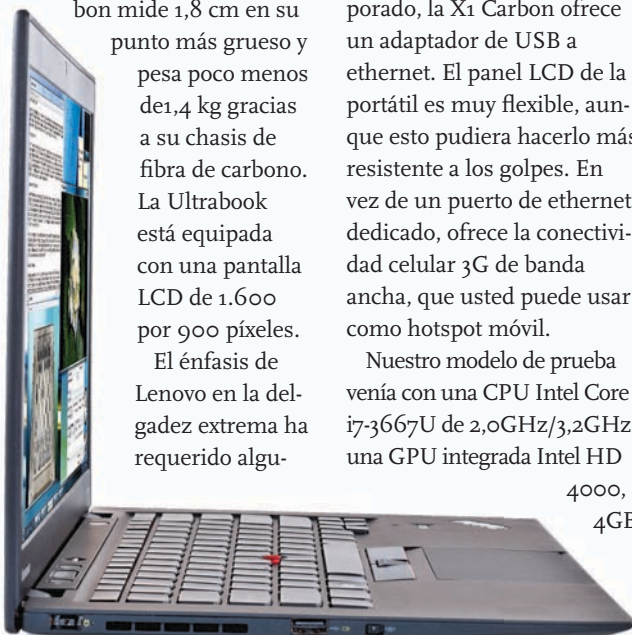 bon mide 1,8 cm en su
punto más grueso y
pesa poco menos
de1,4 kg gracias
a su chasis de
fibra de carbono.
La Ultrabook
está equipada
con una pantalla
LCD de 1.600
por 900 píxeles.
El énfasis de
Lenovo en la del-
gadez extrema ha
requerido algu-
porado, la X1 Carbon ofrece
un adaptador de USB a
ethernet. El panel LCD de la
portátil es muy flexible, aun-
que esto pudiera hacerlo más
resistente a los golpes. En
vez de un puerto de ethernet
dedicado, ofrece la conectivi-
dad celular 3G de banda
ancha, que usted puede usar
como hotspot móvil.
Nuestro modelo de prueba
venía con una CPU Intel Core
i7-3667U de 2,0GHz/3,2GHz
una GPU integrada Intel HD
4000,
4GB